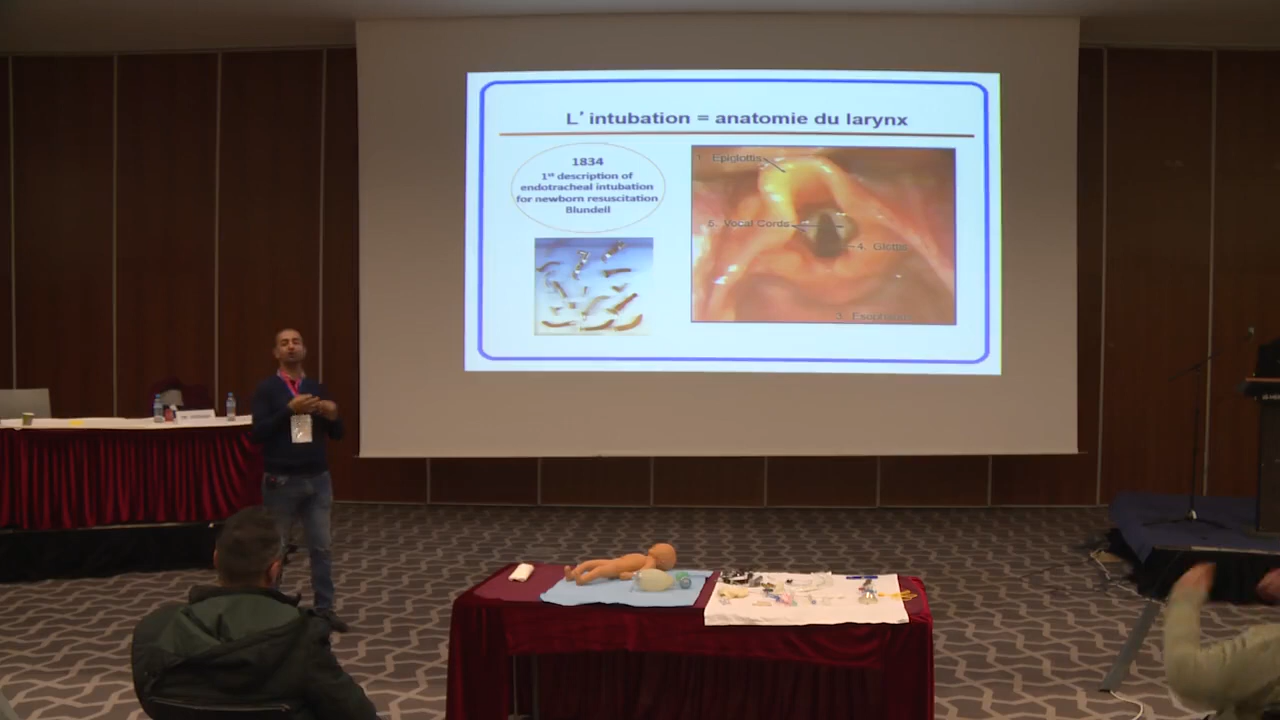 L' intubation = anatomie du larynx
1834
1st description of
endotracheal intubation
for newborn resuscitation
Blundell
1. Epiglottis
5. Vocal Cords
4. Glottis
3. Esophagus